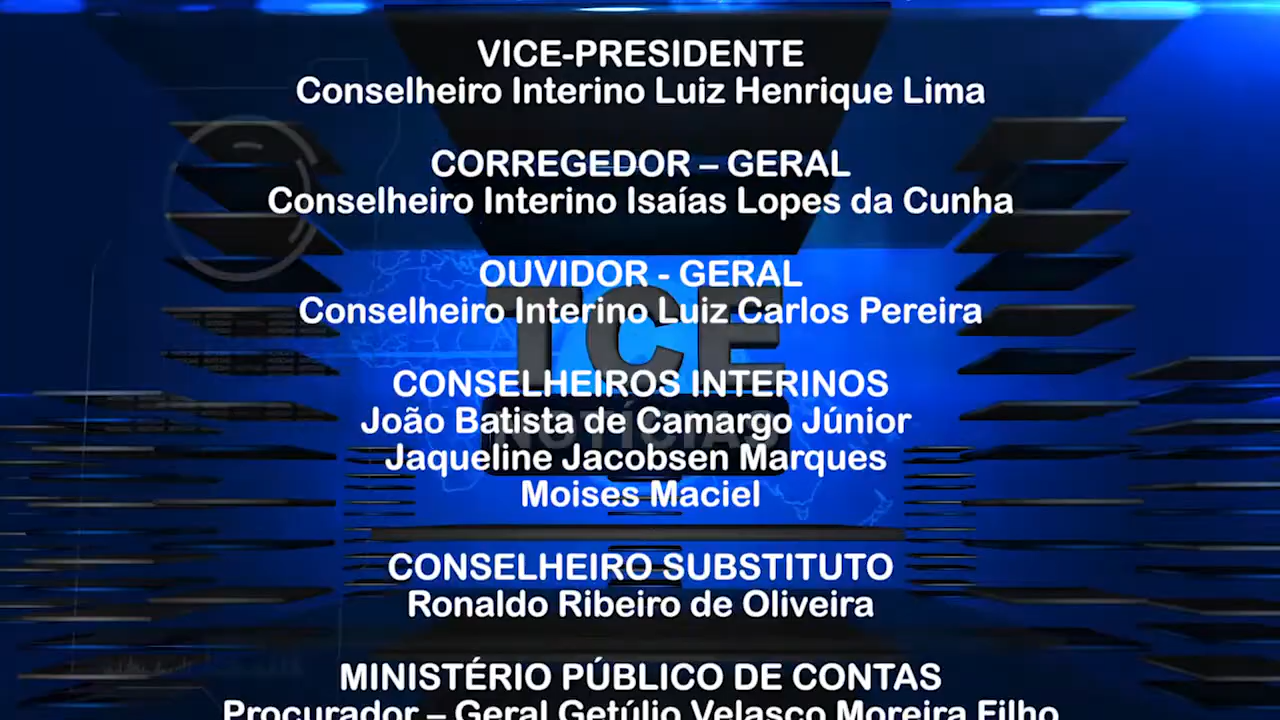 VICE-PRESIDENTE
Conselheiro Interino Luiz Henrique Lima
CORREGEDOR – GERAL
Conselheiro Interino Isaías Lopes da Cunha
OUVIDOR - GERAL
Conselheiro Interino Luiz Carlos Pereira
TCE
CONSELHEIROS INTERINOS
João Batista de Camargo Júnior
NOTÍCIAS
Jaqueline Jacobsen Marques
Moises Maciel
CONSELHEIRO SUBSTITUTO
Ronaldo Ribeiro de Oliveira
MINISTÉRIO PÚBLICO DE CONTAS
Procurador – Geral Getúlio Velasco Moreira Filho